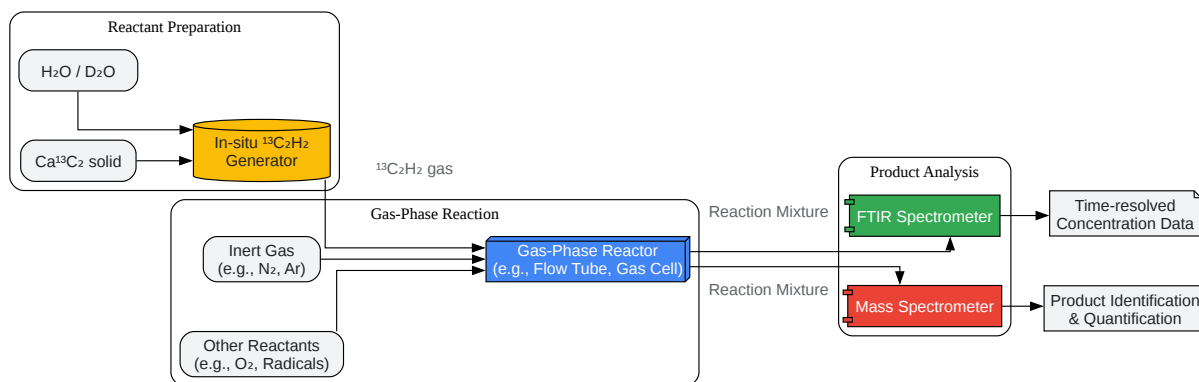 Reactant Preparation
H₂O / D₂O
Ca¹³C₂ solid
In-situ ¹³C₂H₂
Generator
¹³C₂H₂ gas
Gas-Phase Reaction
Inert Gas
(e.g., N₂, Ar)
Other Reactants
(e.g., O₂, Radicals)
Gas-Phase Reactor
(e.g., Flow Tube, Gas Cell)
Reaction Mixture
Reaction Mixture
Product Analysis
FTIR Spectrometer
Mass Spectrometer
Time-resolved
Concentration Data
Product Identification
& Quantification